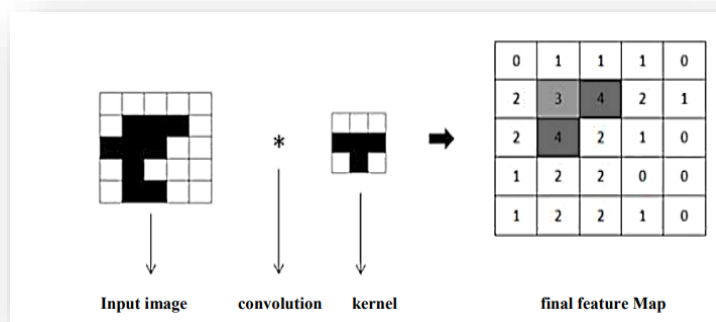 0 1 1 1 0
2 3 4 2 1
*
2 4 2 1 0
1 2 2 0 0
1 2 2 1 0
Input image convolution kernel final feature Map